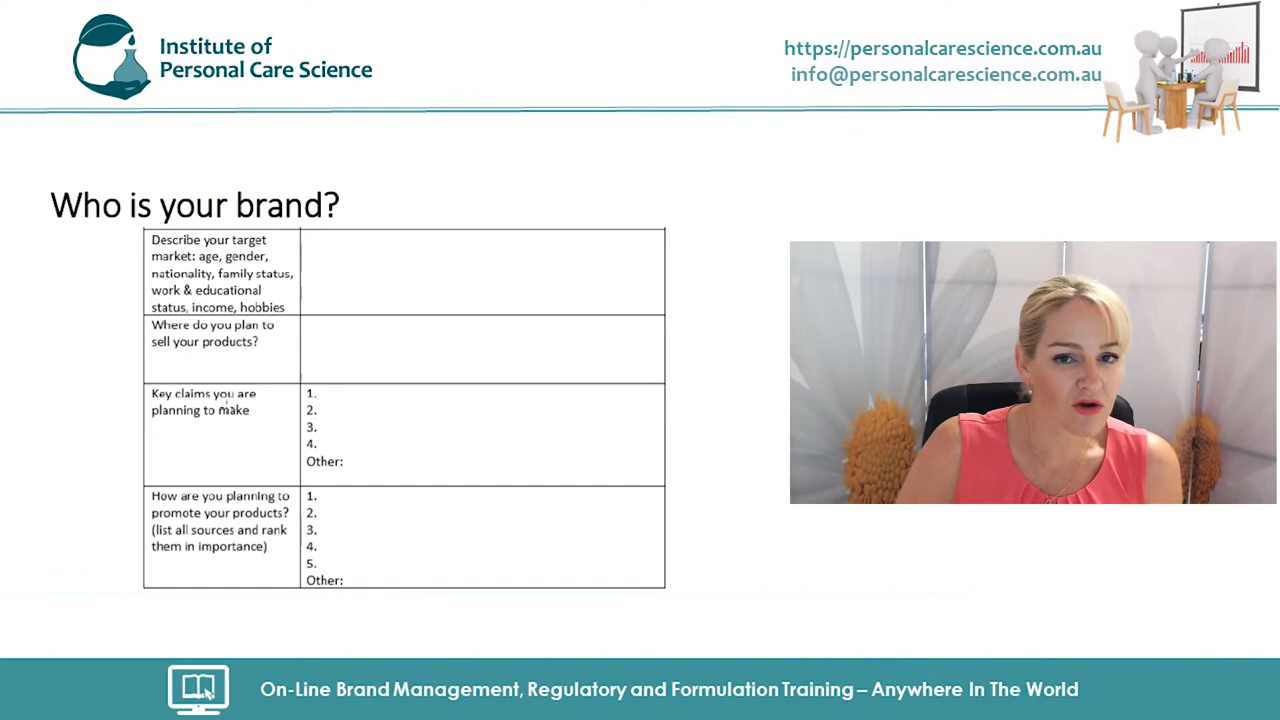 Institute of
Personal Care Science
https://personalcarescience.com.au
info@personalcarescience.com.au
Who is your brand?
Describe your target
market: age, gender,
nationality, family status,
work & educational
status, income, hobbies
Where do you plan to
sell your products?
Key claims you are
planning to make
1.
2.
3.
4.
Other:
How are you planning to
promote your products?
(list all sources and rank
them in importance)
1.
2.
3.
4.
5.
Other:
On-Line Brand Management, Regulatory and Formulation Training – Anywhere In The World